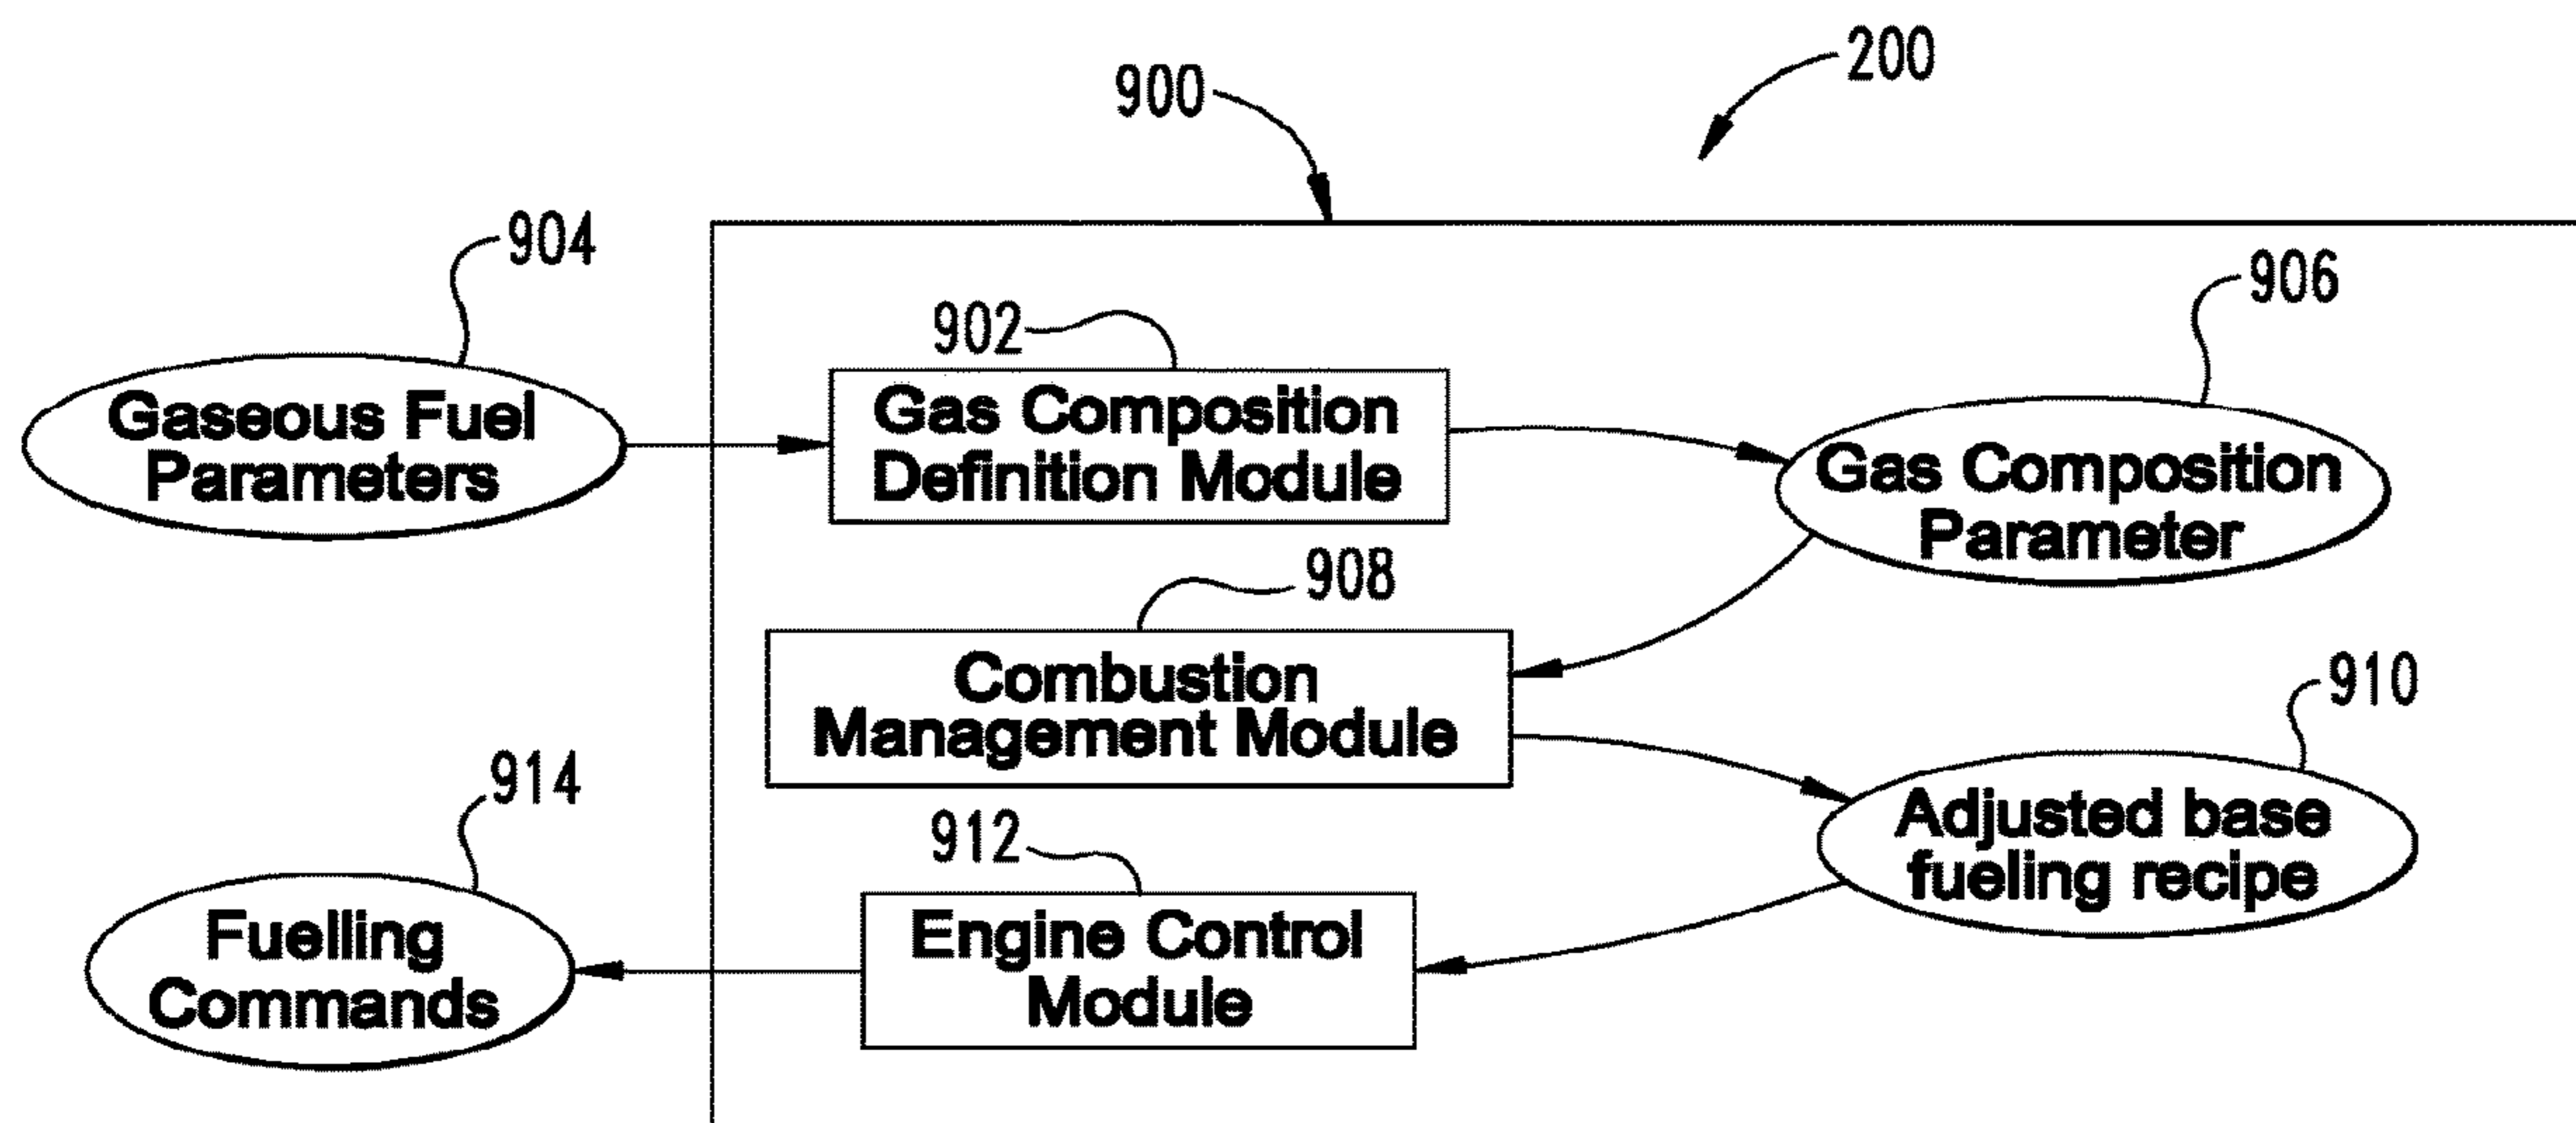 200
900
904
906
902
Gaseous Fuel
Parameters
Gas Composition
Definition Module
Gas Composition
Parameter
908
Combustion
Management Module
910
914
912
Adjusted base
fueling recipe
Fuelling
Commands
Engine Control
Module